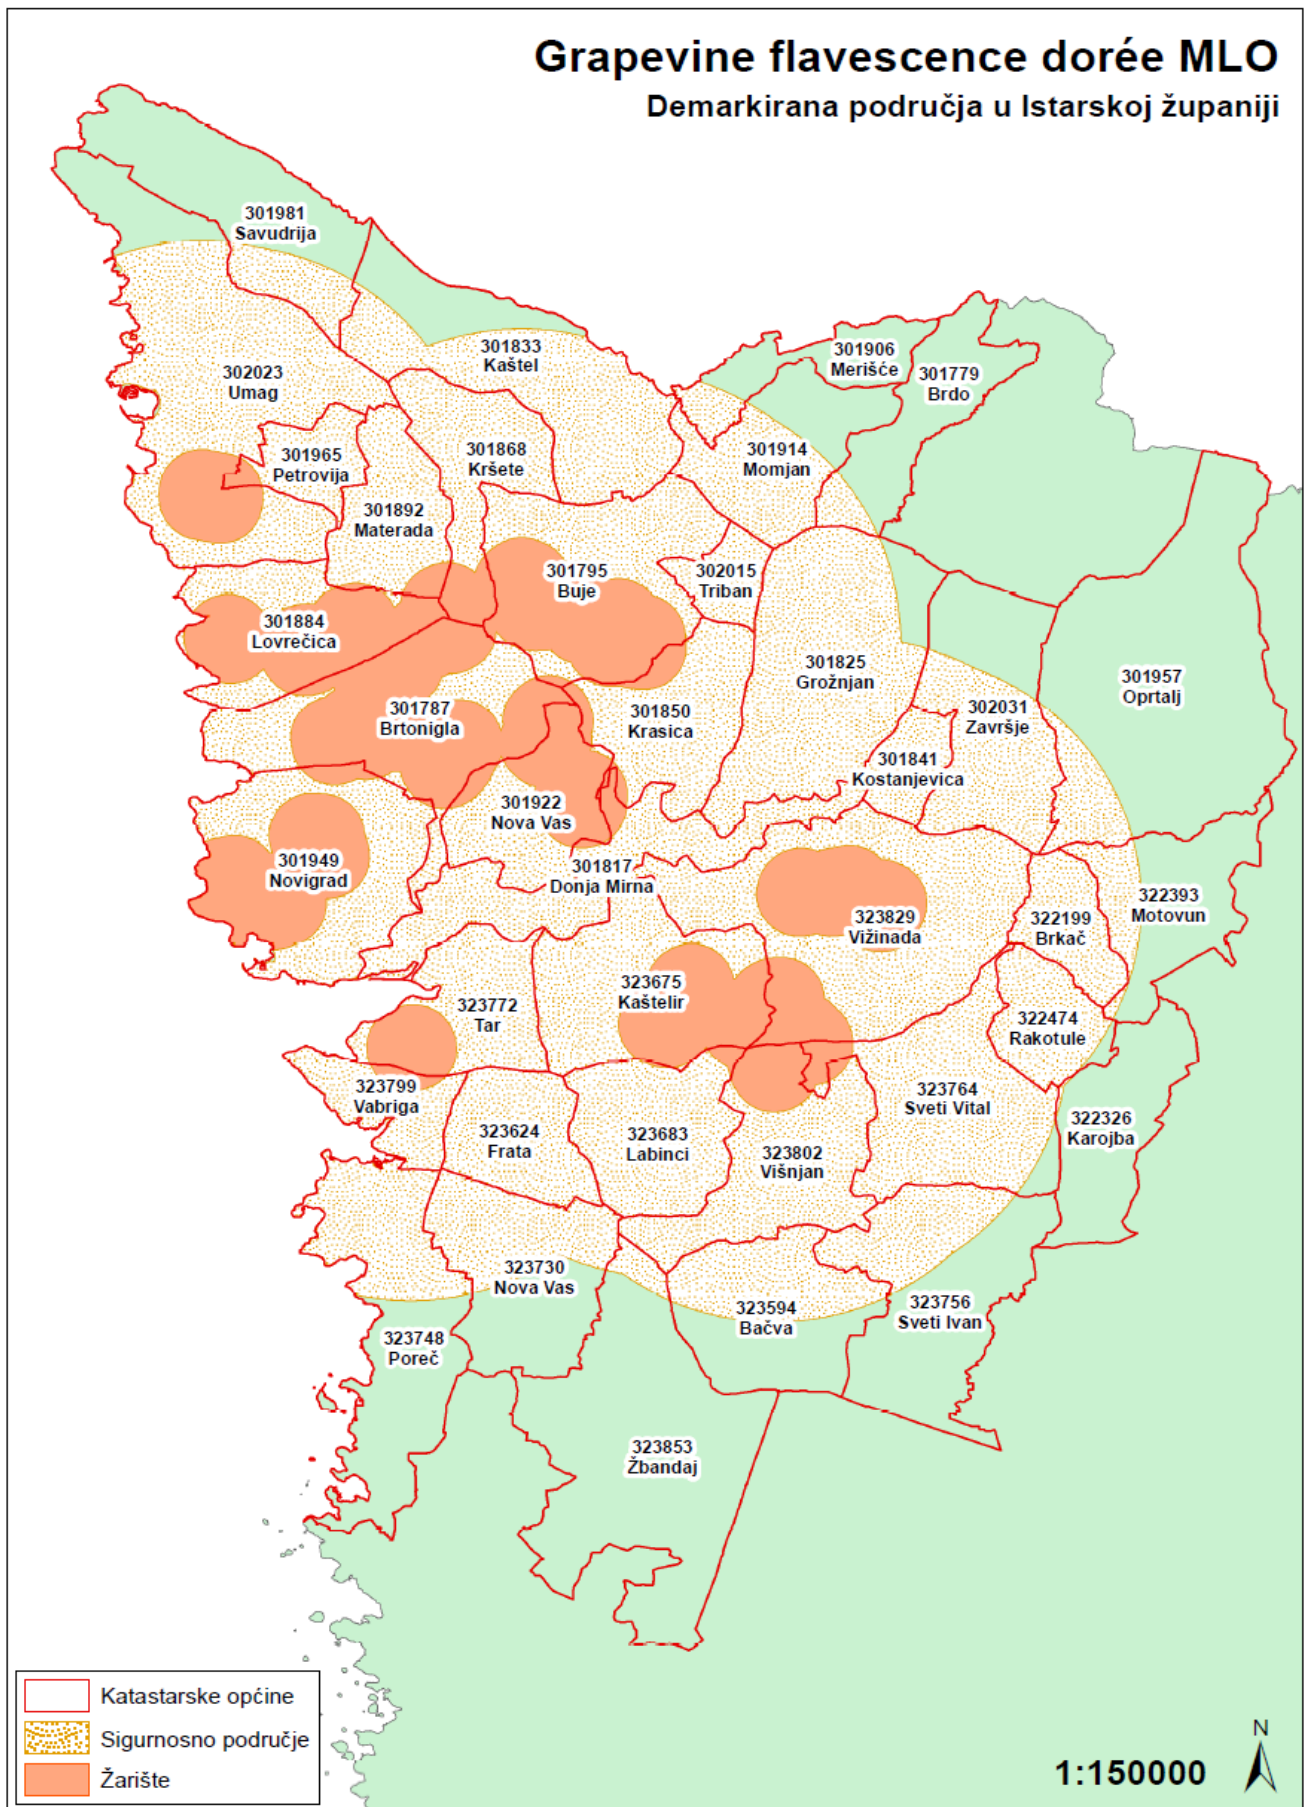 Grapevine flavescence dorée MLO
Demarkirana područja u Istarskoj županiji
301981
Savudrija
301833
Kaštel
301906
Merišće
301779
Brdo
302023
Umag
301965
Petrovija
301868
Kršete
301914
Momjan
301892
Materada
301795
Buje
302015
Triban
301884
Lovrečica
301825
Grožnjan
301957
Oprtalj
301787
Brtonigla
301850
Krasica
302031
Završje
301841
Kostanjevica
301922
Nova Vas
301949
Novigrad
301817
Donja Mirna
322393
Motovun
323829
Vižinada
322199
Brkač
323675
Kaštelir
323772
Tar
322474
Rakotule
323799
Vabriga
323764
Sveti Vital
322326
Karojba
323624
Frata
323683
Labinci
323802
Višnjan
323730
Nova Vas
323594
Bačva
323756
Sveti Ivan
323748
Poreč
323853
Žbandaj
Katastarske općine
Sigurnosno područje
Žarište
1:150000
N